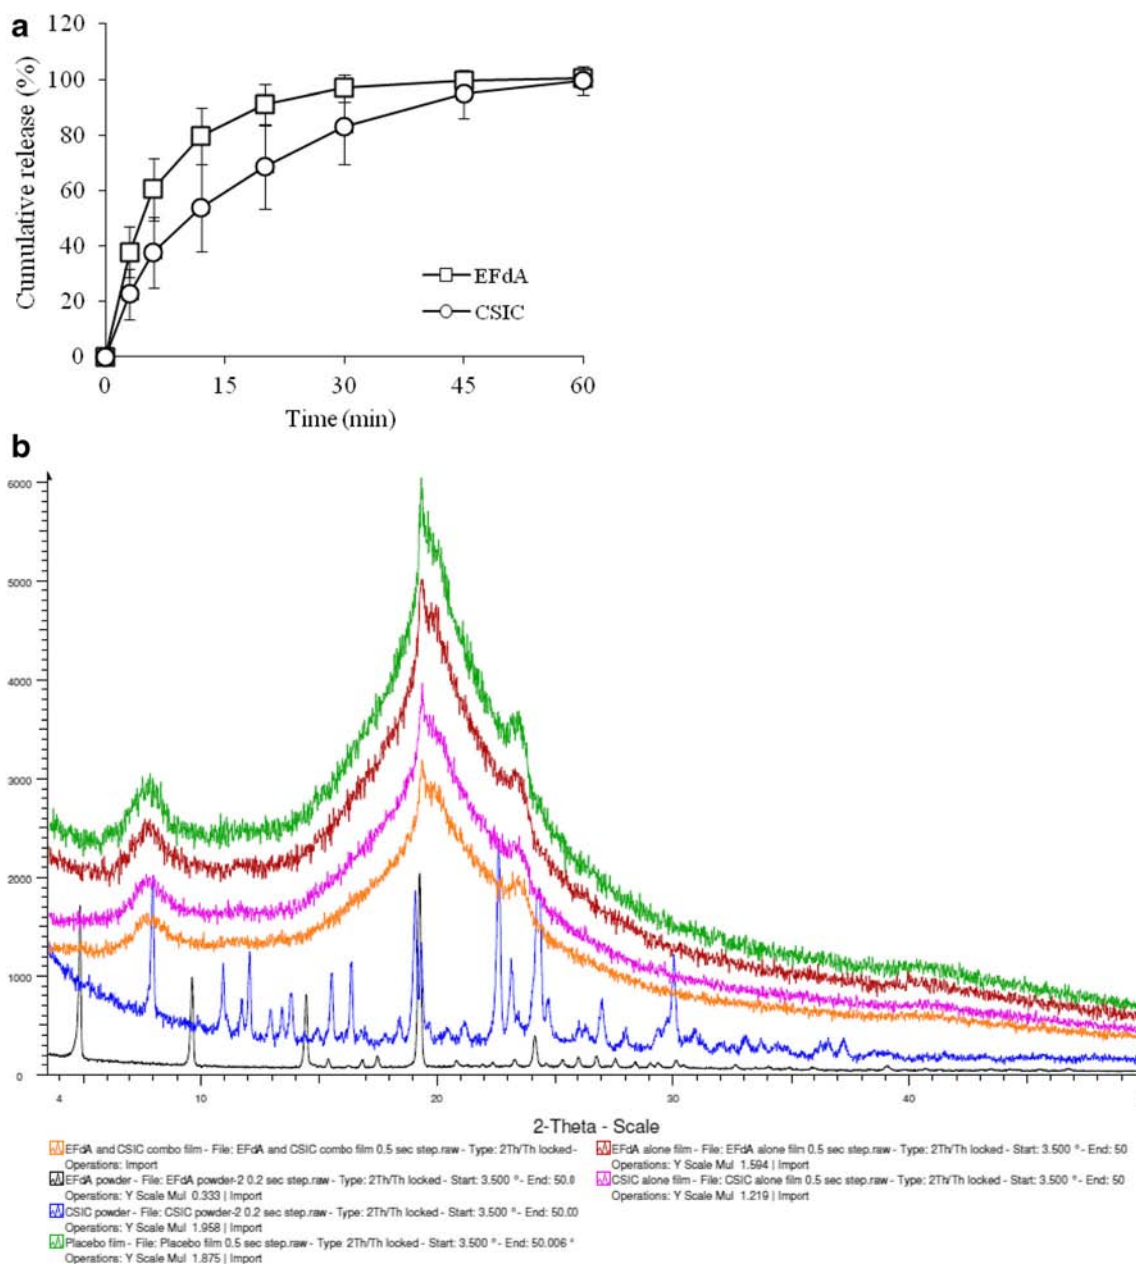 a
120
100
80
60
40
20
0
Cumulative release (%)
EFdA
CSIC
0 15 30 45 60
Time (min)
b
6000
5000
4000
3000
2000
1000
0
4 10 20 30 40
2-Theta - Scale
EFdA and CSIC combo film - File: EFdA and CSIC combo film 0.5 sec step.raw - Type: 2Th/Th locked -
Operations: Import
EFdA powder - File: EFdA powder-2 0.2 sec step.raw - Type: 2Th/Th locked - Start: 3.500 ° - End: 50.0
Operations: Y Scale Mul 0.333 | Import
CSIC powder - File: CSIC powder-2 0.2 sec step.raw - Type: 2Th/Th locked - Start: 3.500 ° - End: 50.00
Operations: Y Scale Mul 1.958 | Import
Placebo film - File: Placebo film 0.5 sec step.raw - Type: 2Th/Th locked - Start: 3.500 ° - End: 50.006 °
Operations: Y Scale Mul 1.875 | Import
EFdA alone film - File: EFdA alone film 0.5 sec step.raw - Type: 2Th/Th locked - Start: 3.500 ° - End: 50
Operations: Y Scale Mul 1.594 | Import
CSIC alone film - File: CSIC alone film 0.5 sec step.raw - Type: 2Th/Th locked - Start: 3.500 ° - End: 50
Operations: Y Scale Mul 1.219 | Import